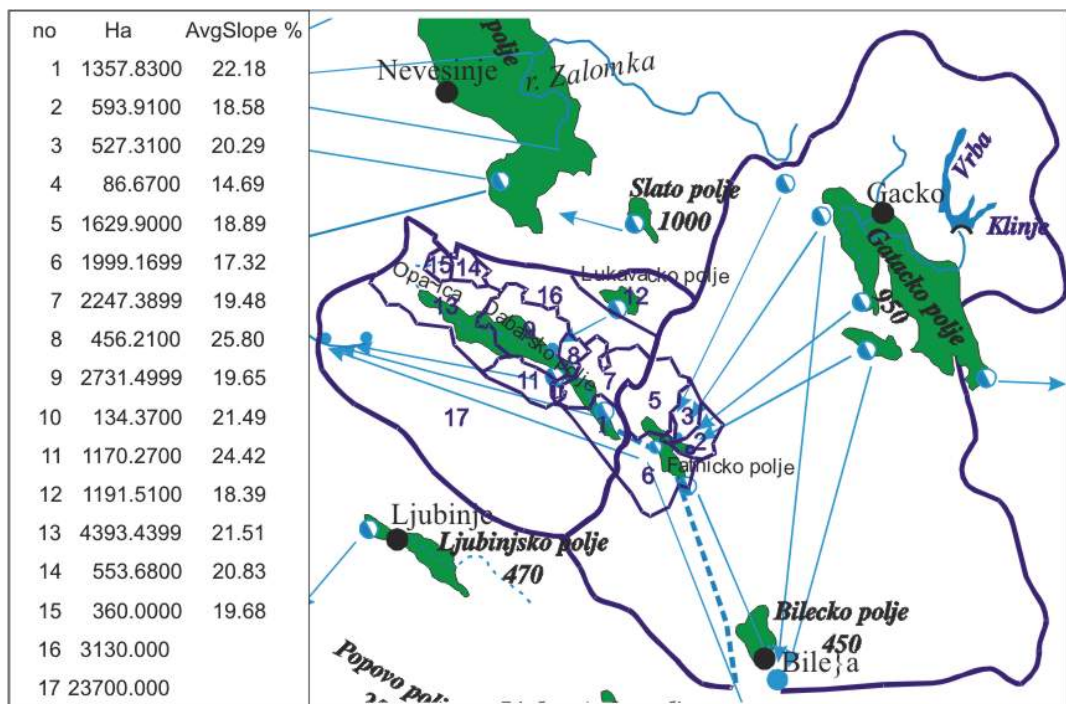 no Ha AvgSlope %
1 1357.8300 22.18
2 593.9100 18.58
3 527.3100 20.29
4 86.6700 14.69
5 1629.9000 18.89
6 1999.1699 17.32
7 2247.3899 19.48
8 456.2100 25.80
9 2731.4999 19.65
10 134.3700 21.49
11 1170.2700 24.42
12 1191.5100 18.39
13 4393.4399 21.51
14 553.6800 20.83
15 360.0000 19.68
16 3130.000
17 23700.000
polje
Nevesinje
r. Zalomka
Slato polje
1000
Vrba
Gacko
Klinje
Gatacko polje
950
15
14
Opa-ica
13
16
Lukavacko polje
12
Dabarsko polje
9
8
7
11
5
3
2
1
17
6
Fatnicko polje
Ljubinje
Ljubinjsko polje
470
Bilecko polje
450
Bile}a
Popovo polje